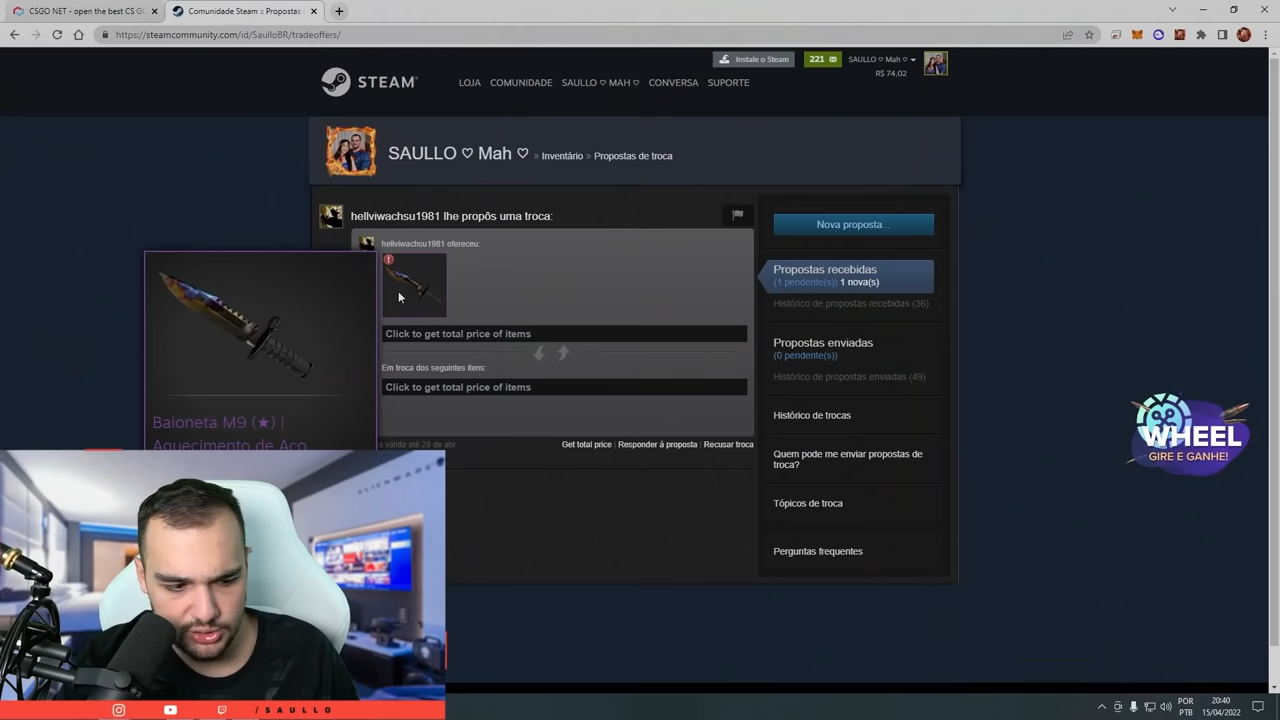 CSGO NET - open the best CS G
Comunidade Steam :: Propostas d
https://steamcommunity.com/id/SaulloBR/tradeoffers/
Instale o Steam
221
SAULLO ♡ Mah ♡
R$ 74,02
STEAM
LOJA COMUNIDADE SAULLO ♡ MAH ♡ CONVERSA SUPORTE
SAULLO ♡ Mah ♡ » Inventário » Propostas de troca
hellviwachsu1981 lhe propôs uma troca:
hellviwachsu1981 ofereceu:
Click to get total price of items
Em troca dos seguintes itens:
Click to get total price of items
a válida até 29 de abr
Get total price | Responder à proposta | Recusar troca
Baioneta M9 (★) |
Aquecimento de Aço
Nova proposta...
Propostas recebidas
(1 pendente(s)) 1 nova(s)
Histórico de propostas recebidas (36)
Propostas enviadas
(0 pendente(s))
Histórico de propostas enviadas (49)
Histórico de trocas
Quem pode me enviar propostas de
troca?
Tópicos de troca
Perguntas frequentes
WHEEL
GIRE E GANHE!
ALIENWARE
/SAULLO
POR
PTB
20:40
15/04/2022